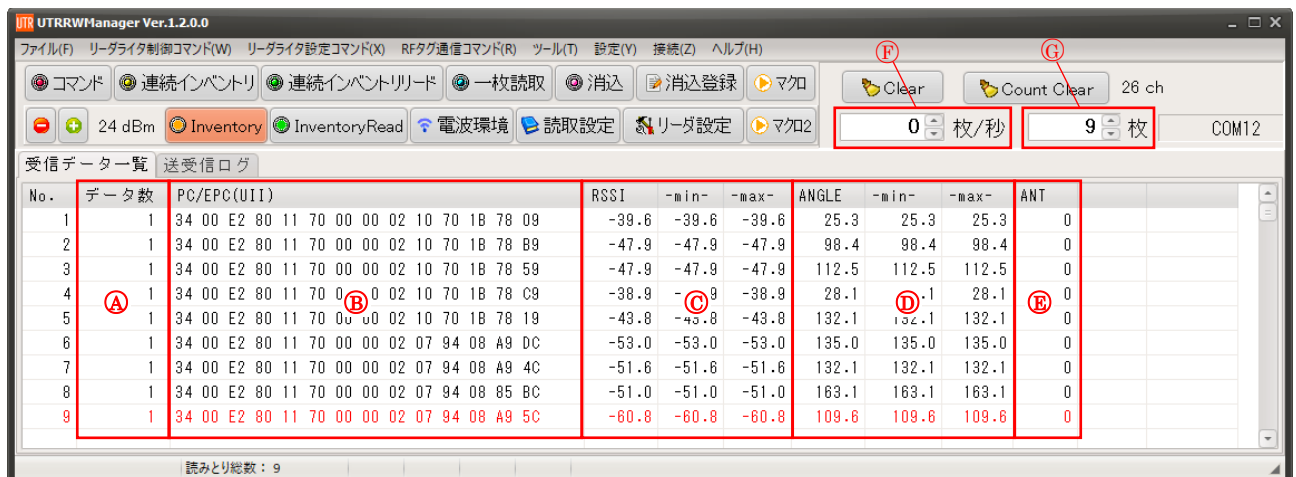 UTR UTRRWManager Ver.1.2.0.0
ファイル(F) リーダライタ制御コマンド(W) リーダライタ設定コマンド(X) RFタグ通信コマンド(R) ツール(T) 設定(Y) 接続(Z) ヘルプ(H)
Ⓕ Ⓖ
コマンド 連続インベントリ 連続インベントリリード 一枚読取 消込 消込登録 マクロ Clear Count Clear 26 ch
24 dBm Inventory InventoryRead 電波環境 読取設定 リーダ設定 マクロ2 0 枚/秒 9 枚 COM12
受信データ一覧 送受信ログ
No. データ数 PC/EPC(UII) RSSI -min- -max- ANGLE -min- -max- ANT
1 1 34 00 E2 80 11 70 00 00 02 10 70 1B 78 09 -39.6 -39.6 -39.6 25.3 25.3 25.3 0
2 1 34 00 E2 80 11 70 00 00 02 10 70 1B 78 B9 -47.9 -47.9 -47.9 98.4 98.4 98.4 0
3 1 34 00 E2 80 11 70 00 00 02 10 70 1B 78 59 -47.9 -47.9 -47.9 112.5 112.5 112.5 0
4 Ⓐ 1 34 00 E2 80 11 70 0 Ⓑ 0 02 10 70 1B 78 C9 -38.9 - Ⓒ 9 -38.9 28.1 Ⓓ .1 28.1 Ⓔ 0
5 1 34 00 E2 80 11 70 00 00 02 10 70 1B 78 19 -43.8 -43.8 -43.8 132.1 132.1 132.1 0
6 1 34 00 E2 80 11 70 00 00 02 07 94 08 A9 DC -53.0 -53.0 -53.0 135.0 135.0 135.0 0
7 1 34 00 E2 80 11 70 00 00 02 07 94 08 A9 4C -51.6 -51.6 -51.6 132.1 132.1 132.1 0
8 1 34 00 E2 80 11 70 00 00 02 07 94 08 85 BC -51.0 -51.0 -51.0 163.1 163.1 163.1 0
9 1 34 00 E2 80 11 70 00 00 02 07 94 08 A9 5C -60.8 -60.8 -60.8 109.6 109.6 109.6 0
読みとり総数：9